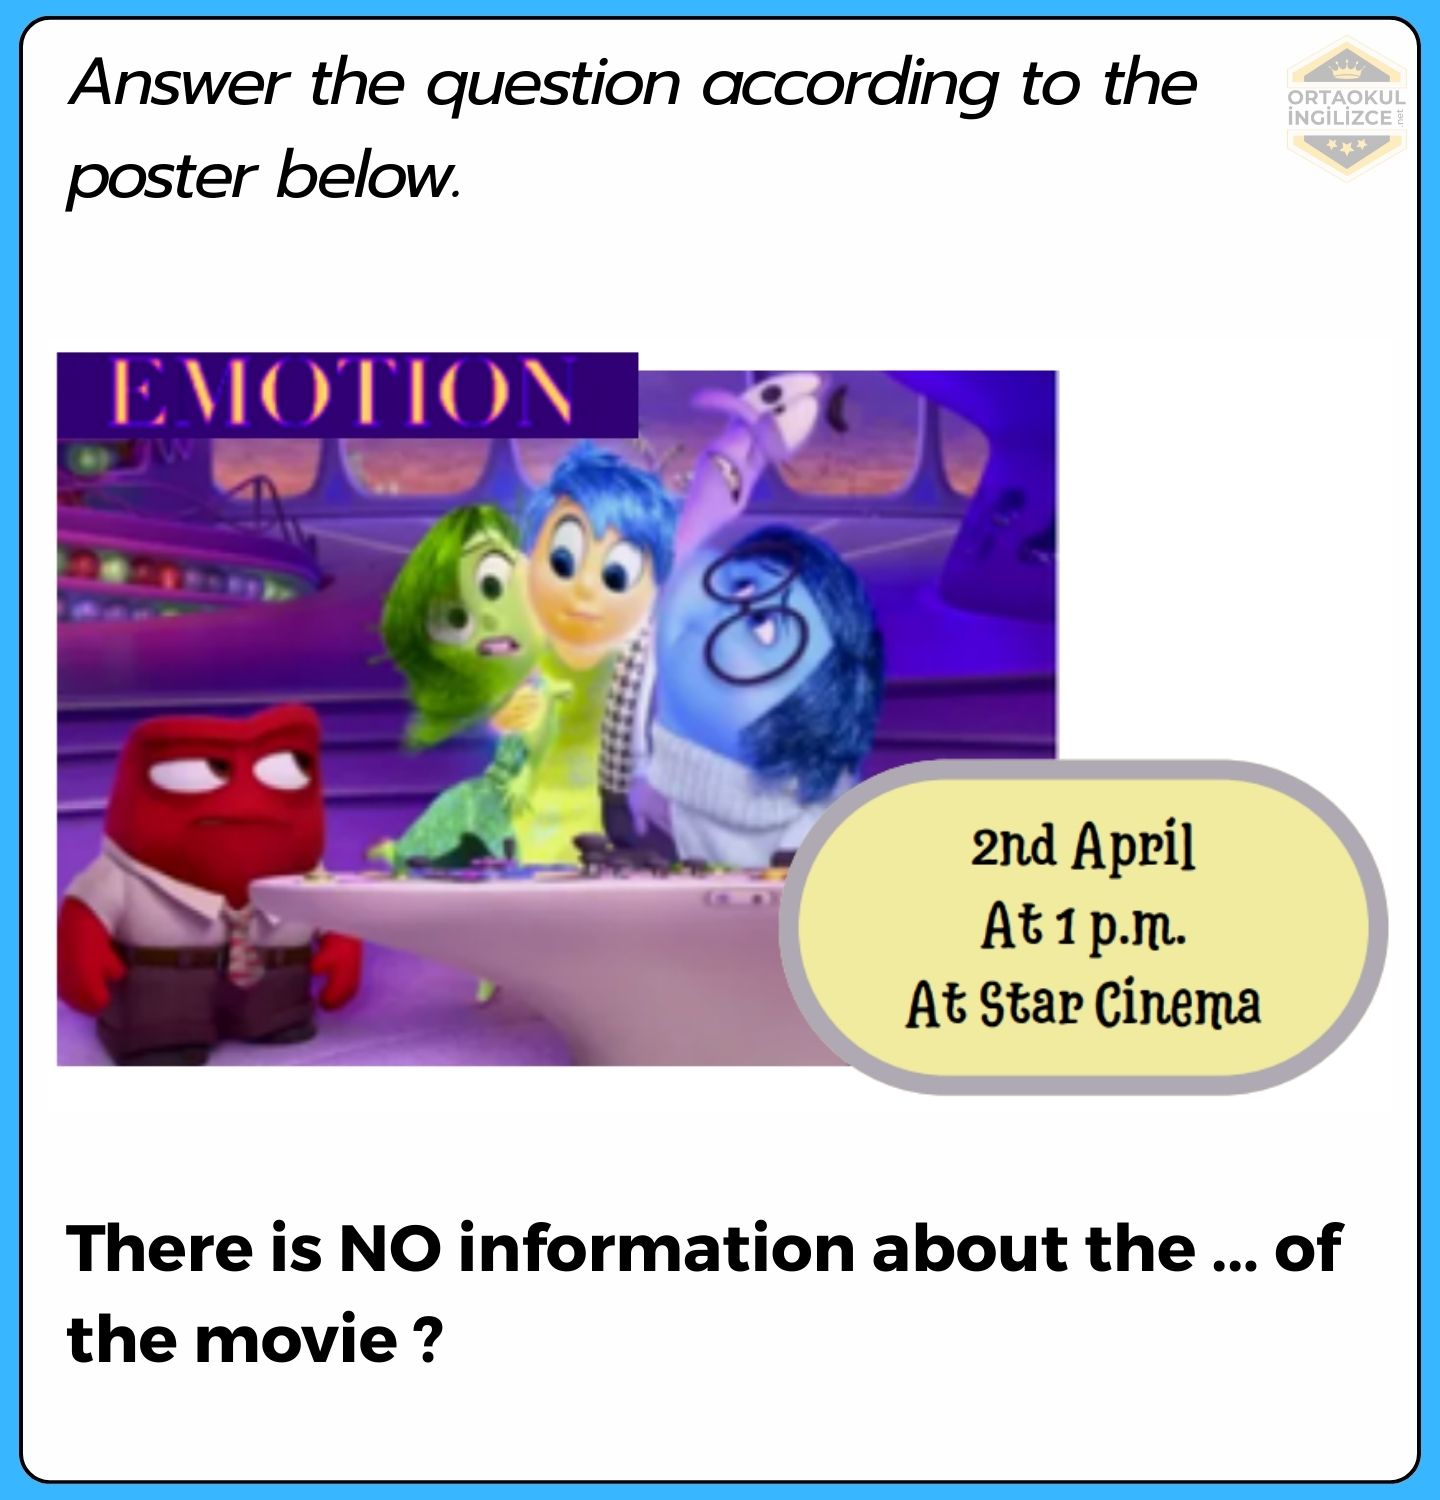 Answer the question according to the
poster below.
ORTAOKUL
İNGİLİZCE
.net
EMOTION
2nd April
At 1 p.m.
At Star Cinema
There is NO information about the ... of
the movie ?